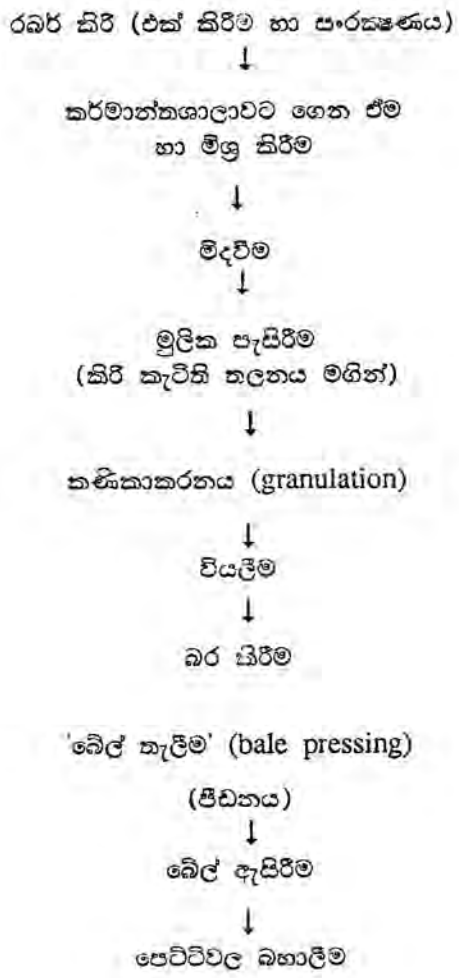 රබර් කිරි (එක් කිරීම හා සංරක්‍ෂණය)
↓
කර්මාන්තශාලාවට ගෙන ඒම
හා මිශ්‍ර කිරීම
↓
මිදවීම
↓
මූලික පැසිරීම
(කිරි කැටිති තලනය මගින්)
↓
කණිකාකරනය (granulation)
↓
වියලීම
↓
බර කිරීම
'බේල් තැලීම' (bale pressing)
(පීඩනය)
↓
බේල් ඇසිරීම
↓
පෙට්ටිවල බහාලීම